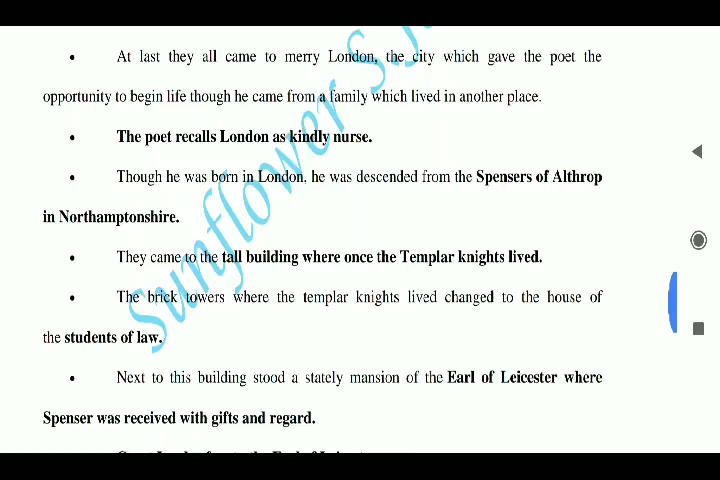 • At last they all came to merry London, the city which gave the poet the
opportunity to begin life though he came from a family which lived in another place.
• The poet recalls London as kindly nurse.
• Though he was born in London, he was descended from the Spensers of Althrop
in Northamptonshire.
• They came to the tall building where once the Templar knights lived.
• The brick towers where the templar knights lived changed to the house of
the students of law.
• Next to this building stood a stately mansion of the Earl of Leicester where
Spenser was received with gifts and regard.
Sunflower